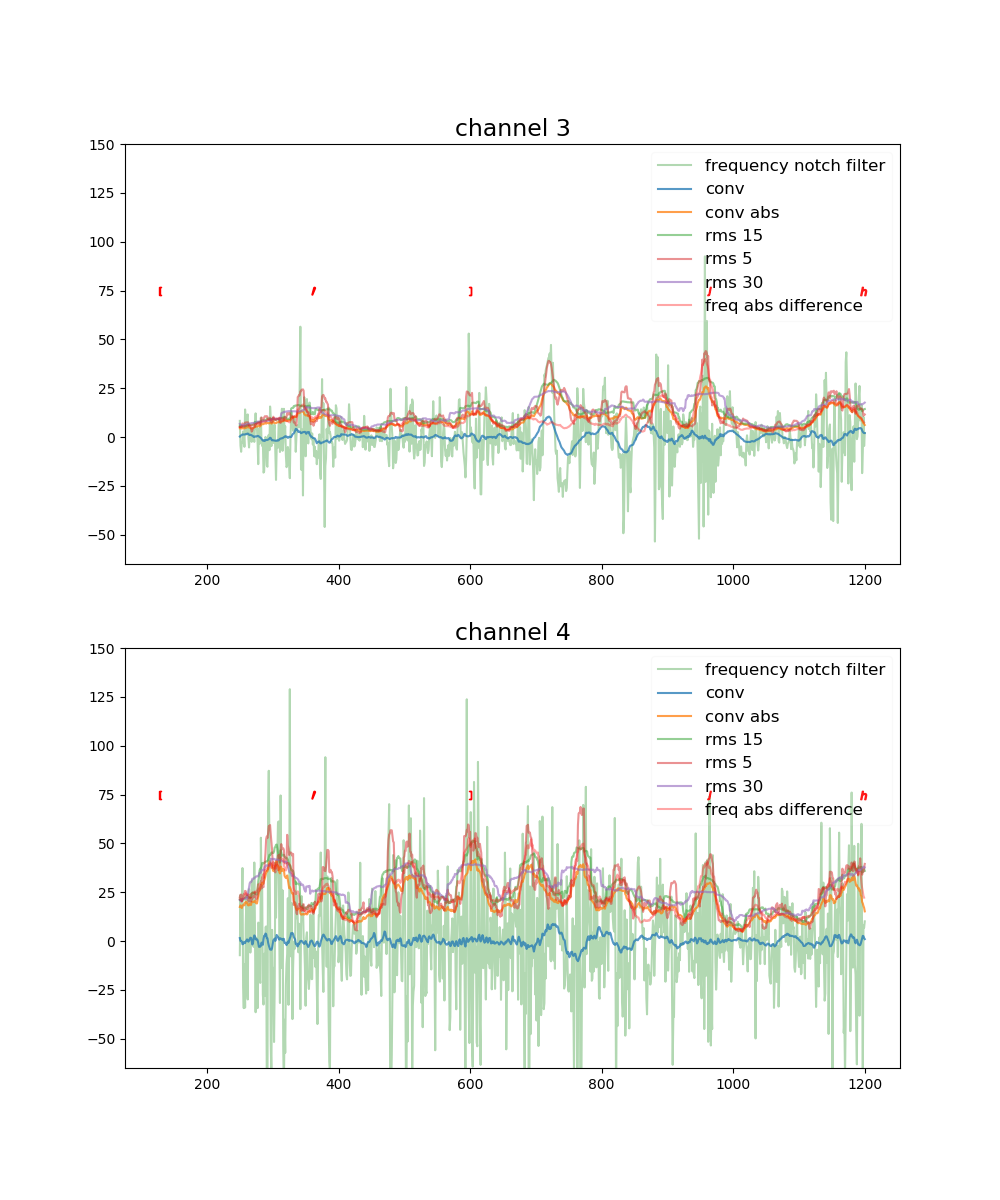 channel 3
150
125
100
75
50
25
0
−25
−50
frequency notch filter
conv
conv abs
rms 15
rms 5
rms 30
freq abs difference
[ / ] / h
200 400 600 800 1000 1200
channel 4
150
125
100
75
50
25
0
−25
−50
frequency notch filter
conv
conv abs
rms 15
rms 5
rms 30
freq abs difference
[ / ] / h
200 400 600 800 1000 1200